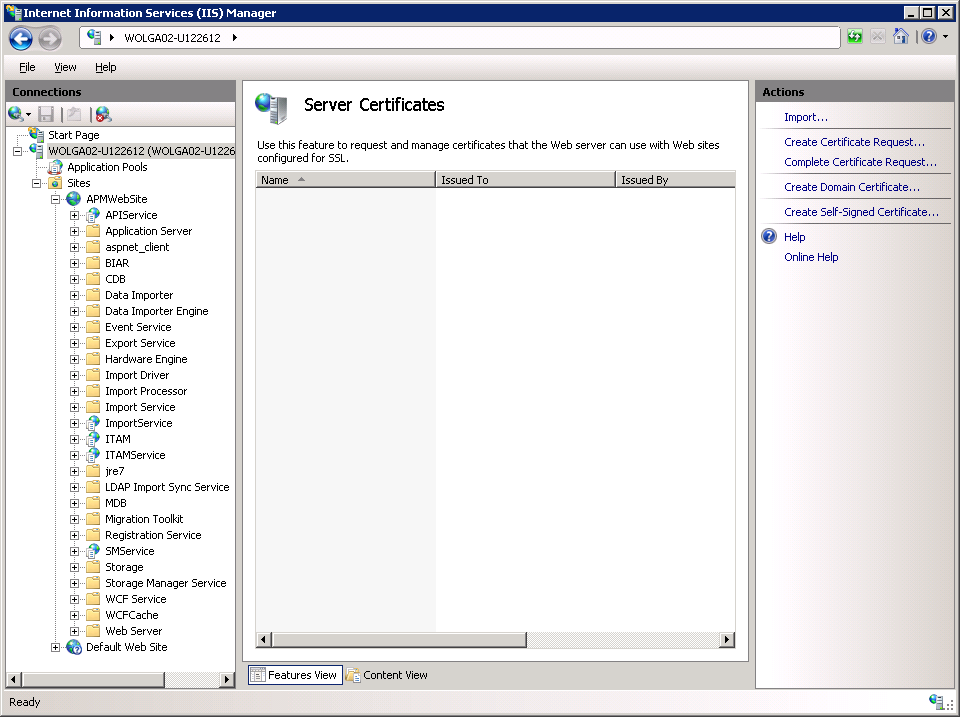 Internet Information Services (IIS) Manager
WOLGA02-U122612
File View Help
Connections
Start Page
WOLGA02-U122612 (WOLGA02-U1226
Application Pools
Sites
APMWebSite
APIService
Application Server
aspnet_client
BIAR
CDB
Data Importer
Data Importer Engine
Event Service
Export Service
Hardware Engine
Import Driver
Import Processor
Import Service
ImportService
ITAM
ITAMService
jre7
LDAP Import Sync Service
MDB
Migration Toolkit
Registration Service
SMService
Storage
Storage Manager Service
WCF Service
WCFCache
Web Server
Default Web Site
Server Certificates
Use this feature to request and manage certificates that the Web server can use with Web sites
configured for SSL.
Name Issued To Issued By
Features View Content View
Actions
Import...
Create Certificate Request...
Complete Certificate Request...
Create Domain Certificate...
Create Self-Signed Certificate...
Help
Online Help
Ready